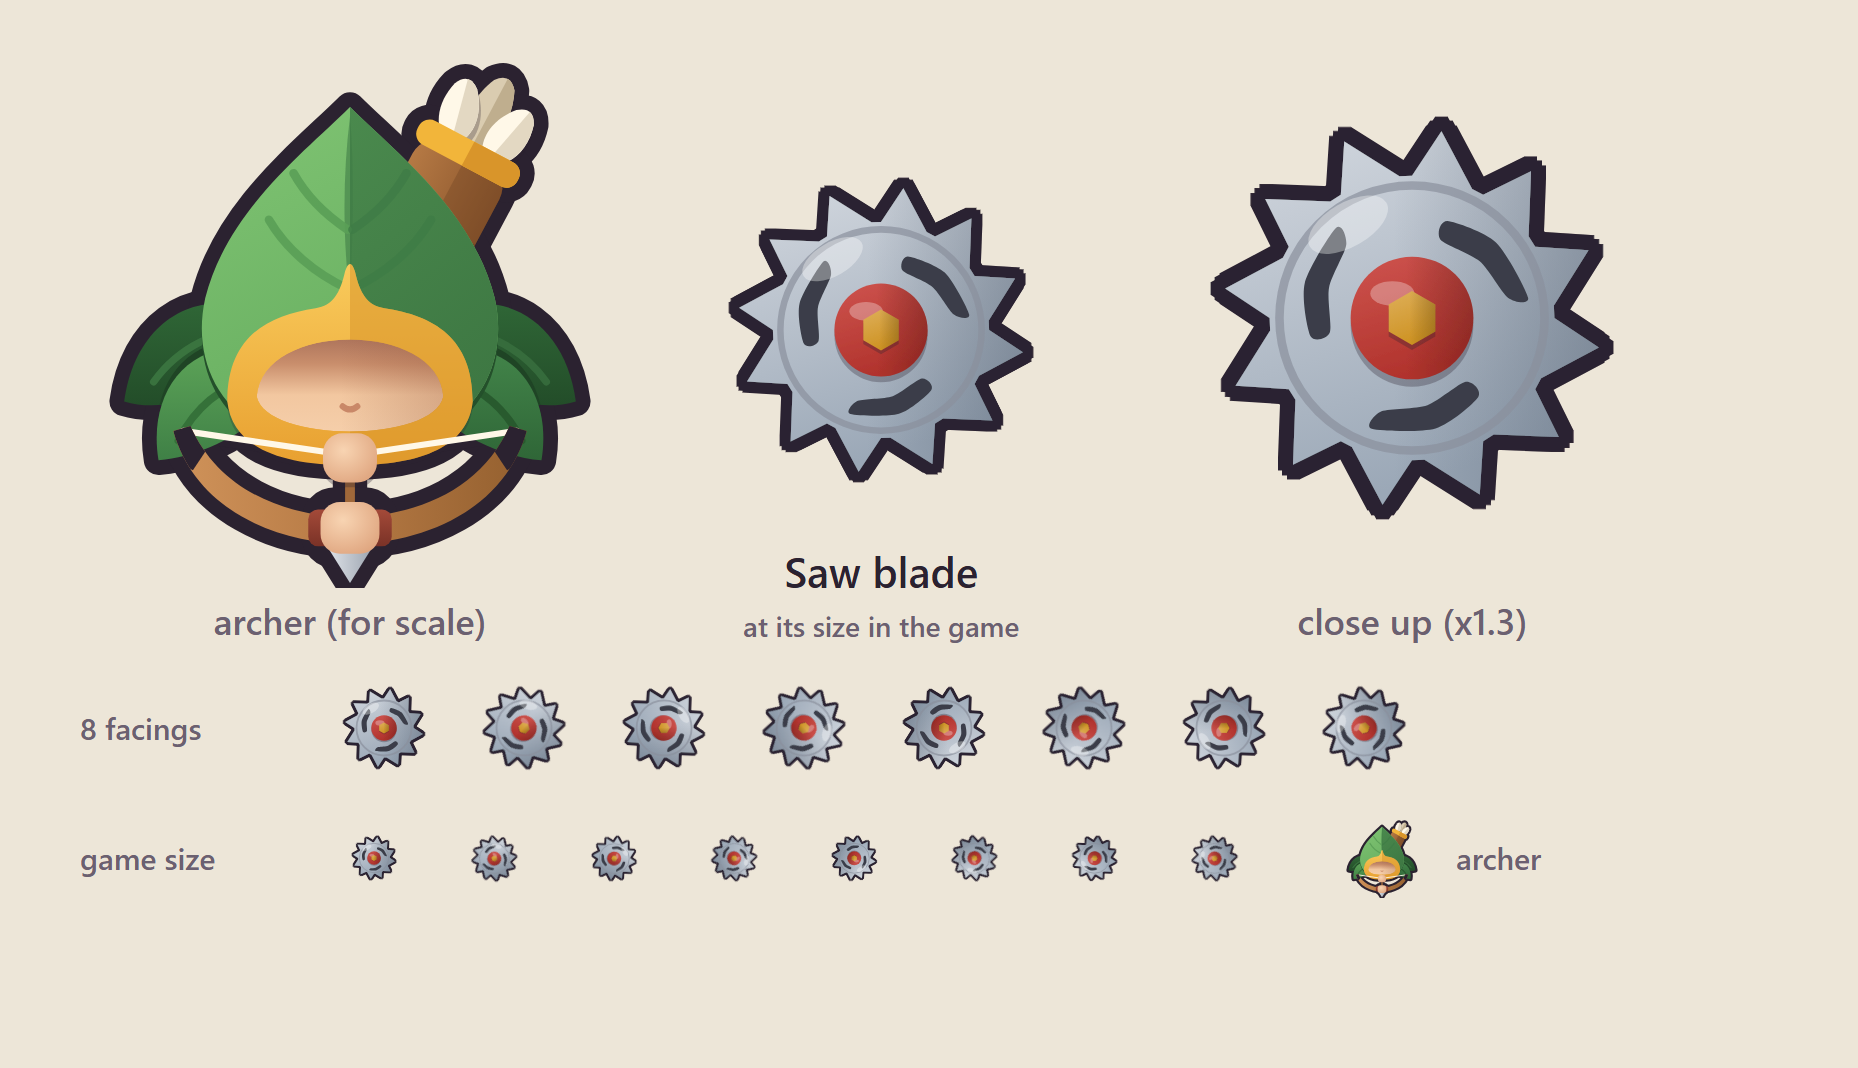 Saw blade
archer (for scale)
at its size in the game
close up (x1.3)
8 facings
game size
archer